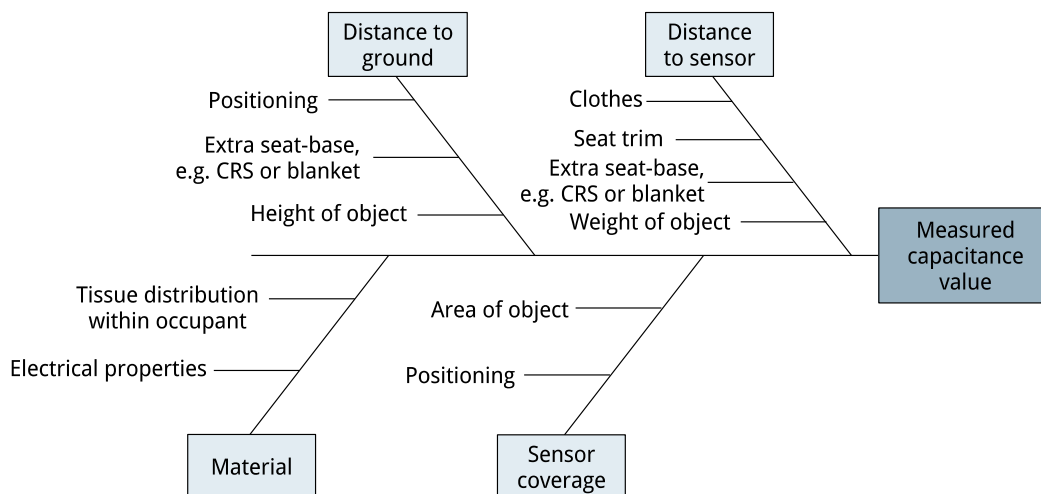 Distance to
ground
Distance
to sensor
Positioning
Clothes
Extra seat-base,
e.g. CRS or blanket
Seat trim
Extra seat-base,
e.g. CRS or blanket
Height of object
Weight of object
Measured
capacitance
value
Tissue distribution
within occupant
Area of object
Electrical properties
Positioning
Material
Sensor
coverage